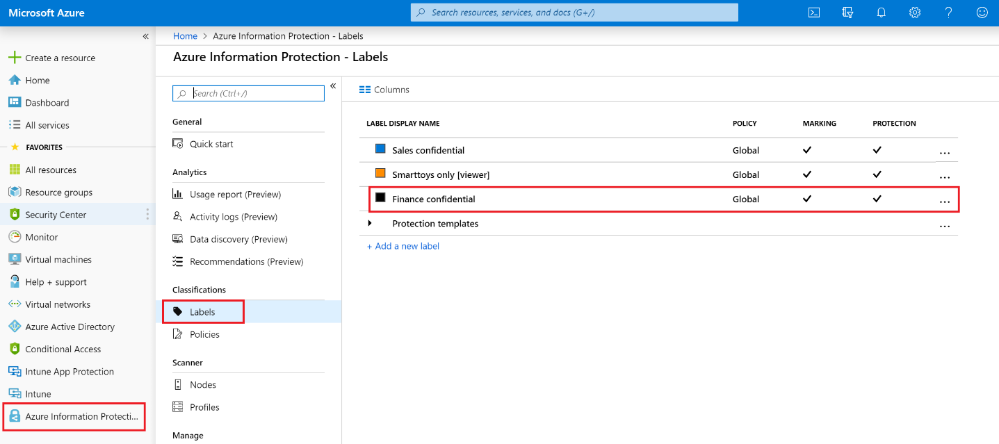 Microsoft Azure
Search resources, services, and docs (G+/)
«
Create a resource
Home
Dashboard
All services
FAVORITES
All resources
Resource groups
Security Center
Monitor
Virtual machines
Help + support
Virtual networks
Azure Active Directory
Conditional Access
Intune App Protection
Intune
Azure Information Protecti...
Home > Azure Information Protection - Labels
Azure Information Protection - Labels
Search (Ctrl+/)
«
General
Quick start
Analytics
Usage report (Preview)
Activity logs (Preview)
Data discovery (Preview)
Recommendations (Preview)
Classifications
Labels
Policies
Scanner
Nodes
Profiles
Manage
Columns
LABEL DISPLAY NAME POLICY MARKING PROTECTION
Sales confidential Global ✓ ✓ ...
Smarttoys only [viewer] Global ✓ ✓ ...
Finance confidential Global ✓ ✓ ...
Protection templates ...
+ Add a new label